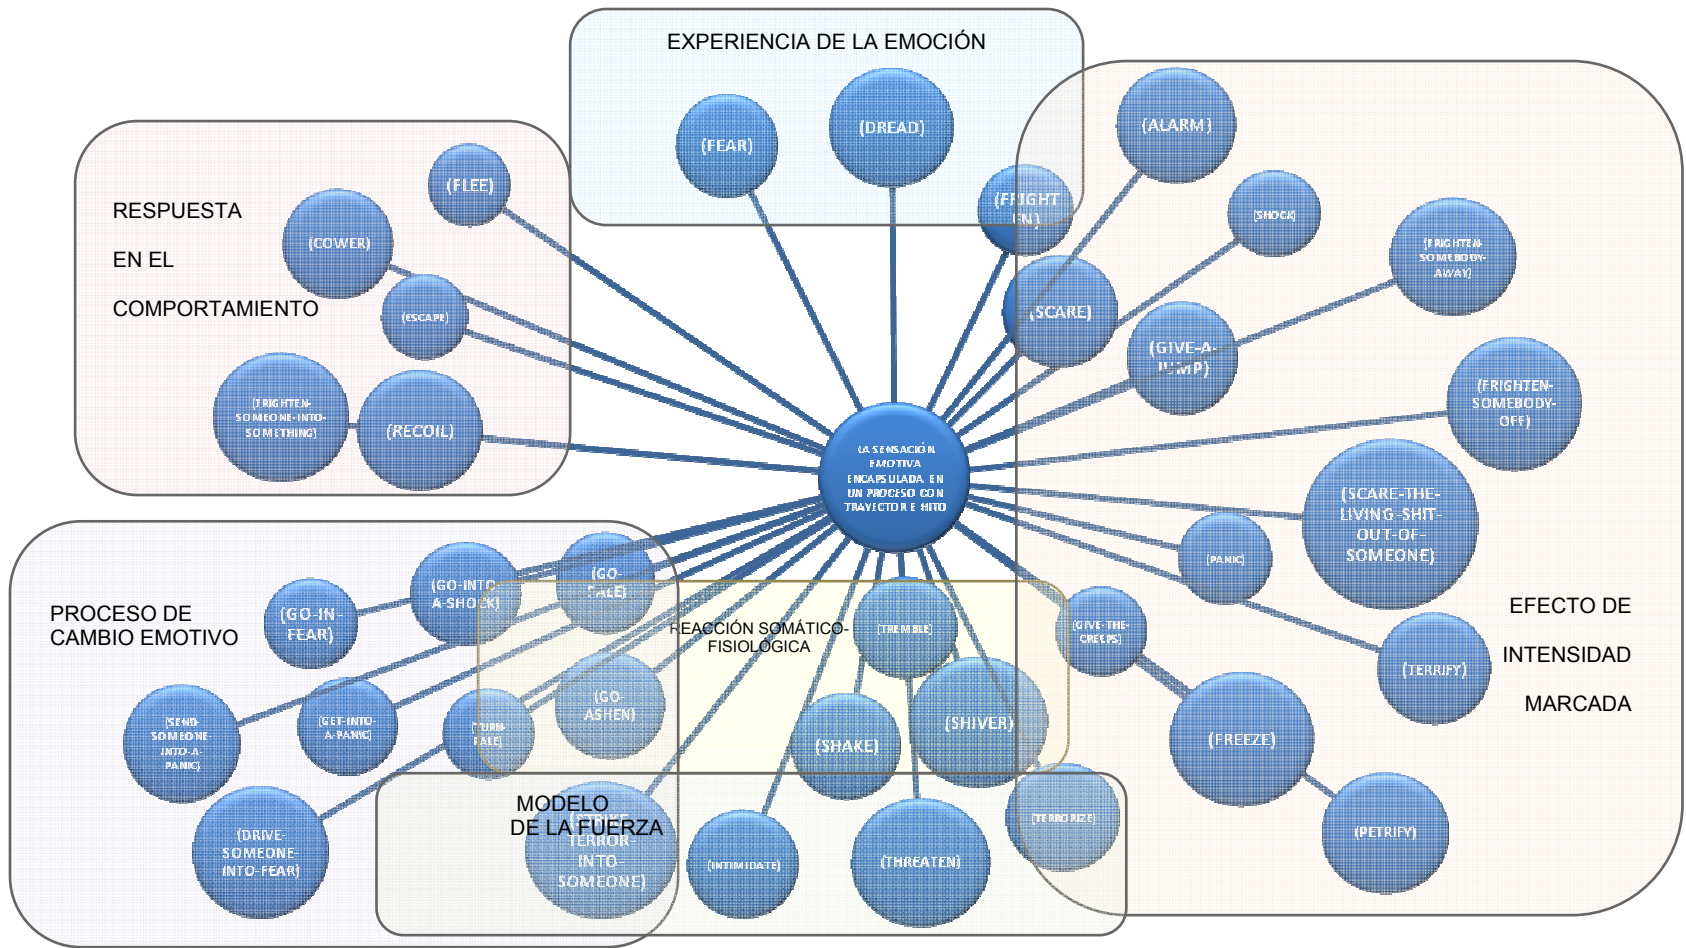 EXPERIENCIA DE LA EMOCIÓN
(FEAR)
(DREAD)
(FRIGHT
EN)
(ALARM)
(SHOCK)
(FRIGHTEN-
SOMEBODY-
AWAY)
(SCARE)
(GIVE-A-
JUMP)
(FRIGHTEN-
SOMEBODY-
OFF)
(SCARE-THE-
LIVING-SHIT-
OUT-OF-
SOMEONE)
(PANIC)
(TERRIFY)
(GIVE-THE-
CREEPS)
(FREEZE)
(PETRIFY)
EFECTO DE
INTENSIDAD
MARCADA
RESPUESTA
EN EL
COMPORTAMIENTO
(FLEE)
(COWER)
(ESCAPE)
(FRIGHTEN-
SOMEONE-INTO-
SOMETHING)
(RECOIL)
LA SENSACIÓN
EMOTIVA
ENCAPSULADA EN
UN PROCESO CON
TRAYECTOR E HITO
PROCESO DE
CAMBIO EMOTIVO
(GO-IN-
FEAR)
(GO-INTO-
A-SHOCK)
(GO-
PALE)
(SEND-
SOMEONE-
INTO-A-
PANIC)
(GET-INTO-
A-PANIC)
(TURN-
PALE)
(GO-
ASHEN)
(DRIVE-
SOMEONE-
INTO-FEAR)
REACCIÓN SOMÁTICO-
FISIOLÓGICA
(TREMBLE)
(SHAKE)
(SHIVER)
MODELO
DE LA FUERZA
(STRIKE-
TERROR-
INTO-
SOMEONE)
(INTIMIDATE)
(THREATEN)
(TERRORIZE)